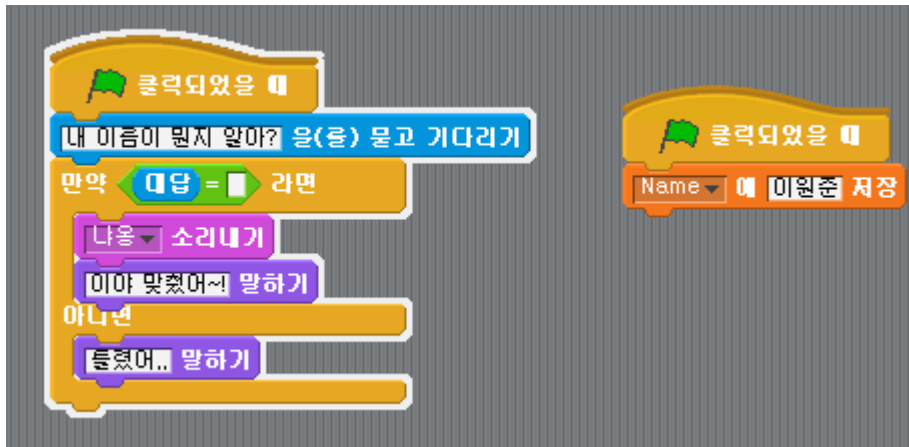 클릭되었을 때
내 이름이 뭔지 알아? 을(를) 묻고 기다리기
만약 대답 = 라면
냐옹 소리내기
이야 맞췄어~! 말하기
아니면
틀렸어.. 말하기
클릭되었을 때
Name 에 이원준 저장